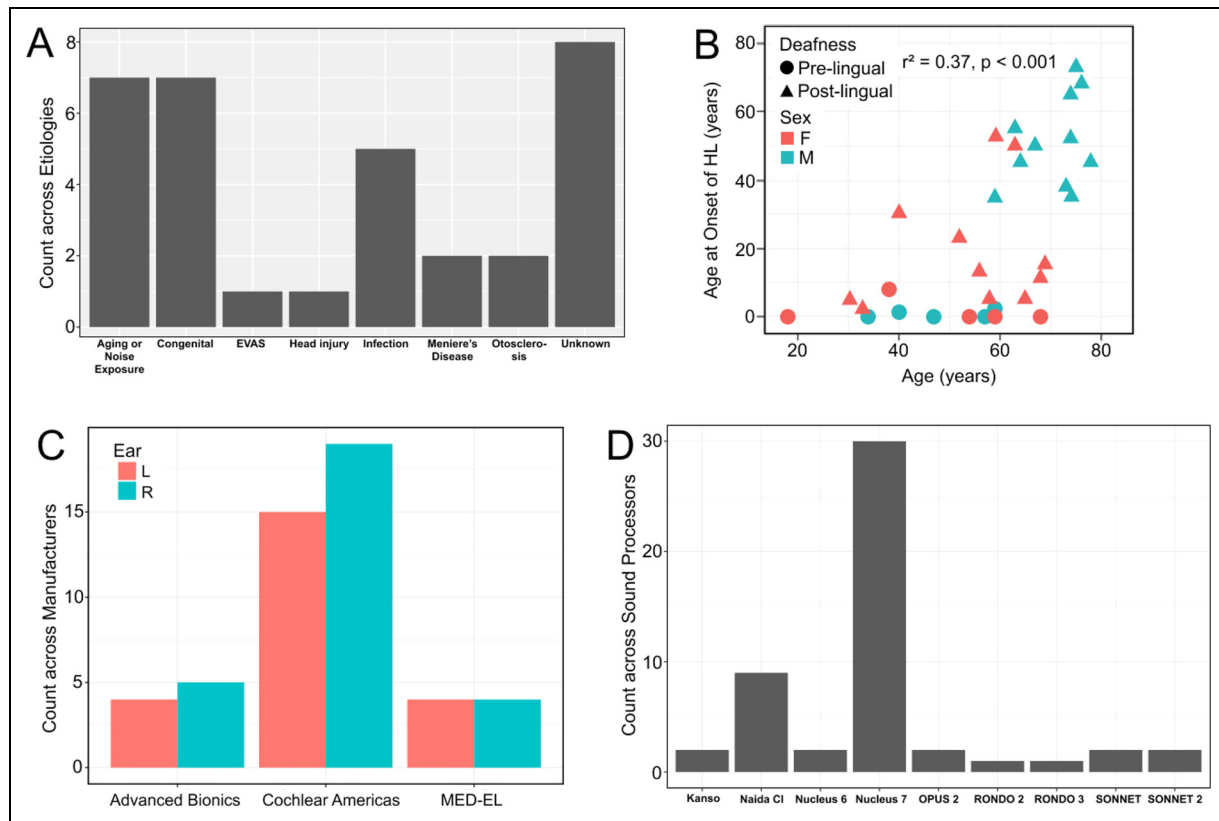 A
Count across Etiologies
8
6
4
2
0
Aging or
Noise
Exposure
Congenital
EVAS
Head injury
Infection
Meniere's
Disease
Otosclero-
sis
Unknown
B
Deafness
Pre-lingual
Post-lingual
Sex
F
M
r² = 0.37, p < 0.001
Age at Onset of HL (years)
80
60
40
20
0
20 40 60 80
Age (years)
C
Ear
L
R
Count across Manufacturers
15
10
5
0
Advanced Bionics Cochlear Americas MED-EL
D
Count across Sound Processors
30
20
10
0
Kanso Naida CI Nucleus 6 Nucleus 7 OPUS 2 RONDO 2 RONDO 3 SONNET SONNET 2